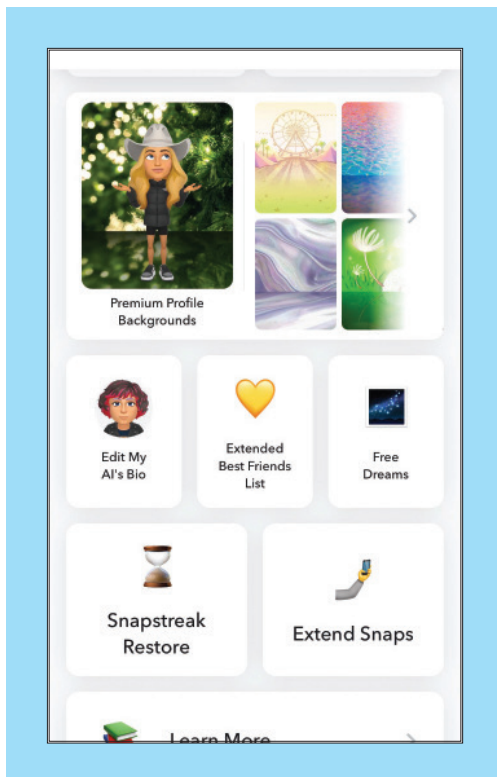 Premium Profile
Backgrounds
Edit My
AI's Bio
Extended
Best Friends
List
Free
Dreams
Snapstreak
Restore
Extend Snaps
Learn More